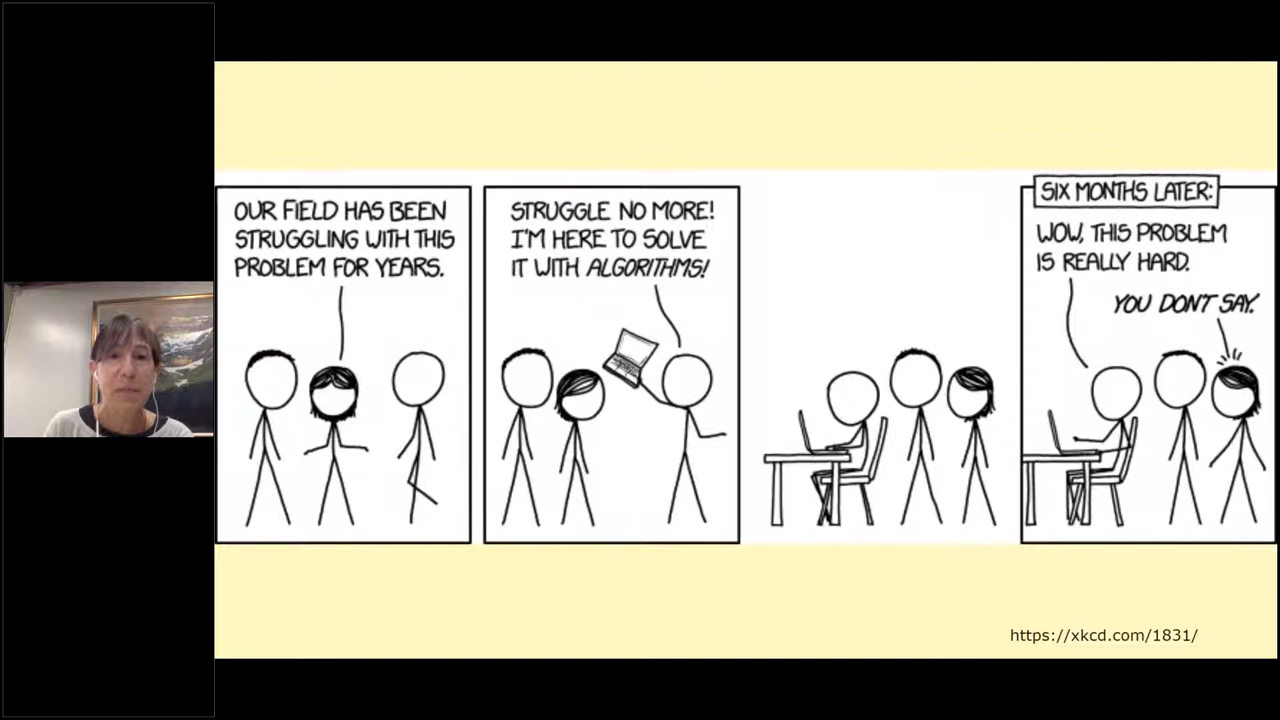 OUR FIELD HAS BEEN
STRUGGLING WITH THIS
PROBLEM FOR YEARS.
STRUGGLE NO MORE!
I'M HERE TO SOLVE
IT WITH ALGORITHMS!
SIX MONTHS LATER:
WOW, THIS PROBLEM
IS REALLY HARD.
YOU DON'T SAY.
https://xkcd.com/1831/